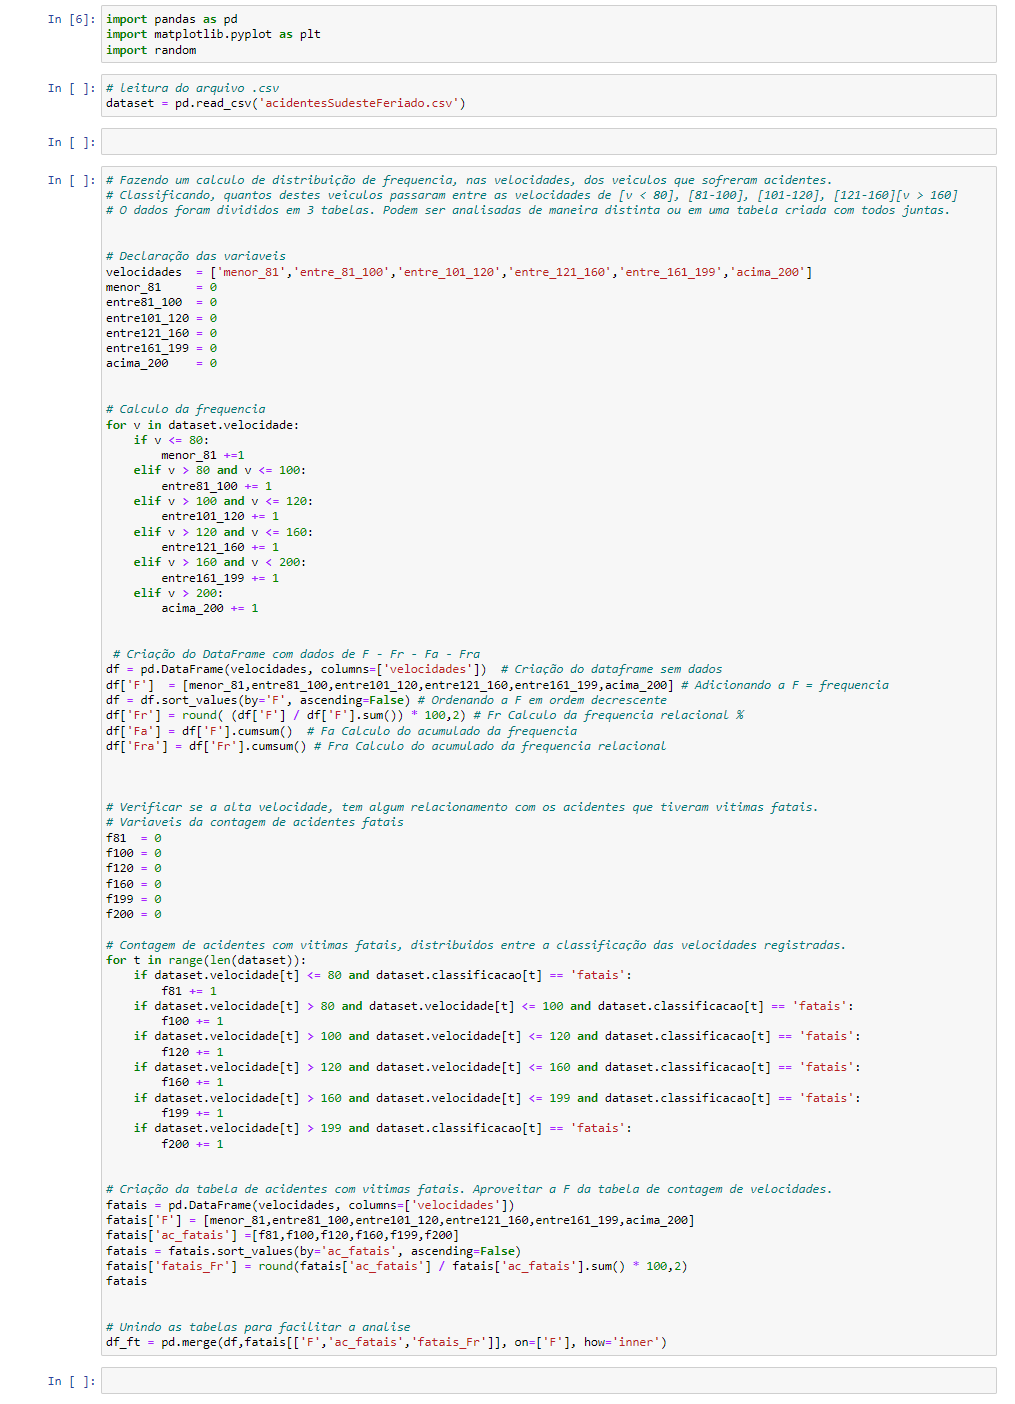 In [6]: import pandas as pd
import matplotlib.pyplot as plt
import random
In [ ]: # leitura do arquivo .csv
dataset = pd.read_csv('acidentesSudesteFeriado.csv')
In [ ]:
In [ ]: # Fazendo um calculo de distribuição de frequencia, nas velocidades, dos veiculos que sofreram acidentes.
# Classificando, quantos destes veiculos passaram entre as velocidades de [v < 80], [81-100], [101-120], [121-160][v > 160]
# O dados foram divididos em 3 tabelas. Podem ser analisadas de maneira distinta ou em uma tabela criada com todos juntas.
# Declaração das variaveis
velocidades  = ['menor_81','entre_81_100','entre_101_120','entre_121_160','entre_161_199','acima_200']
menor_81     = 0
entre81_100  = 0
entre101_120 = 0
entre121_160 = 0
entre161_199 = 0
acima_200    = 0
# Calculo da frequencia
for v in dataset.velocidade:
    if v <= 80:
        menor_81 +=1
    elif v > 80 and v <= 100:
        entre81_100 += 1
    elif v > 100 and v <= 120:
        entre101_120 += 1
    elif v > 120 and v <= 160:
        entre121_160 += 1
    elif v > 160 and v < 200:
        entre161_199 += 1
    elif v > 200:
        acima_200 += 1
 # Criação do DataFrame com dados de F - Fr - Fa - Fra
df = pd.DataFrame(velocidades, columns=['velocidades'])  # Criação do dataframe sem dados
df['F']  = [menor_81,entre81_100,entre101_120,entre121_160,entre161_199,acima_200] # Adicionando a F = frequencia
df = df.sort_values(by='F', ascending=False) # Ordenando a F em ordem decrescente
df['Fr'] = round( (df['F'] / df['F'].sum()) * 100,2) # Fr Calculo da frequencia relacional %
df['Fa'] = df['F'].cumsum()  # Fa Calculo do acumulado da frequencia
df['Fra'] = df['Fr'].cumsum() # Fra Calculo do acumulado da frequencia relacional
# Verificar se a alta velocidade, tem algum relacionamento com os acidentes que tiveram vitimas fatais.
# Variaveis da contagem de acidentes fatais
f81  = 0
f100 = 0
f120 = 0
f160 = 0
f199 = 0
f200 = 0
# Contagem de acidentes com vitimas fatais, distribuidos entre a classificação das velocidades registradas.
for t in range(len(dataset)):
    if dataset.velocidade[t] <= 80 and dataset.classificacao[t] == 'fatais':
        f81 += 1
    if dataset.velocidade[t] > 80 and dataset.velocidade[t] <= 100 and dataset.classificacao[t] == 'fatais':
        f100 += 1
    if dataset.velocidade[t] > 100 and dataset.velocidade[t] <= 120 and dataset.classificacao[t] == 'fatais':
        f120 += 1
    if dataset.velocidade[t] > 120 and dataset.velocidade[t] <= 160 and dataset.classificacao[t] == 'fatais':
        f160 += 1
    if dataset.velocidade[t] > 160 and dataset.velocidade[t] <= 199 and dataset.classificacao[t] == 'fatais':
        f199 += 1
    if dataset.velocidade[t] > 199 and dataset.classificacao[t] == 'fatais':
        f200 += 1
# Criação da tabela de acidentes com vitimas fatais. Aproveitar a F da tabela de contagem de velocidades.
fatais = pd.DataFrame(velocidades, columns=['velocidades'])
fatais['F'] = [menor_81,entre81_100,entre101_120,entre121_160,entre161_199,acima_200]
fatais['ac_fatais'] =[f81,f100,f120,f160,f199,f200]
fatais = fatais.sort_values(by='ac_fatais', ascending=False)
fatais['fatais_Fr'] = round(fatais['ac_fatais'] / fatais['ac_fatais'].sum() * 100,2)
fatais
# Unindo as tabelas para facilitar a analise
df_ft = pd.merge(df,fatais[['F','ac_fatais','fatais_Fr']], on=['F'], how='inner')
In [ ]: